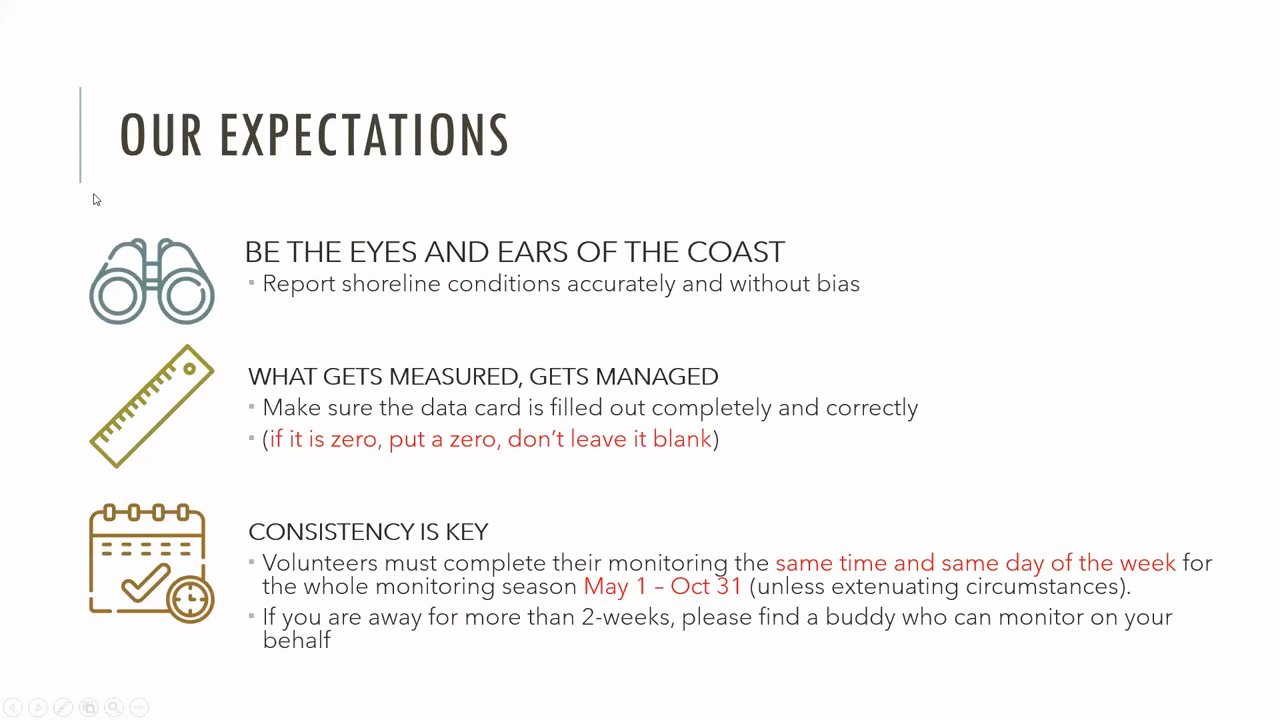 OUR EXPECTATIONS
BE THE EYES AND EARS OF THE COAST
▪ Report shoreline conditions accurately and without bias
WHAT GETS MEASURED, GETS MANAGED
▪ Make sure the data card is filled out completely and correctly
▪ (if it is zero, put a zero, don’t leave it blank)
CONSISTENCY IS KEY
▪ Volunteers must complete their monitoring the same time and same day of the week for
the whole monitoring season May 1 – Oct 31 (unless extenuating circumstances).
▪ If you are away for more than 2-weeks, please find a buddy who can monitor on your
behalf